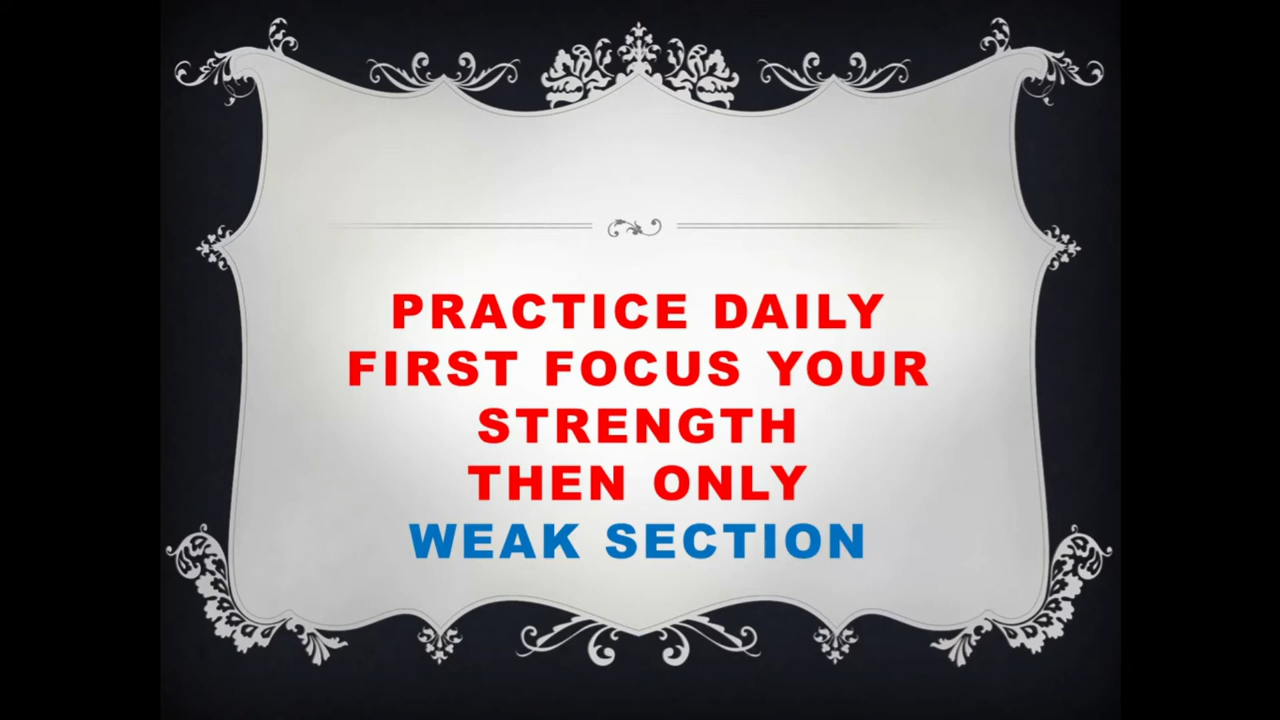 PRACTICE DAILY
FIRST FOCUS YOUR
STRENGTH
THEN ONLY
WEAK SECTION